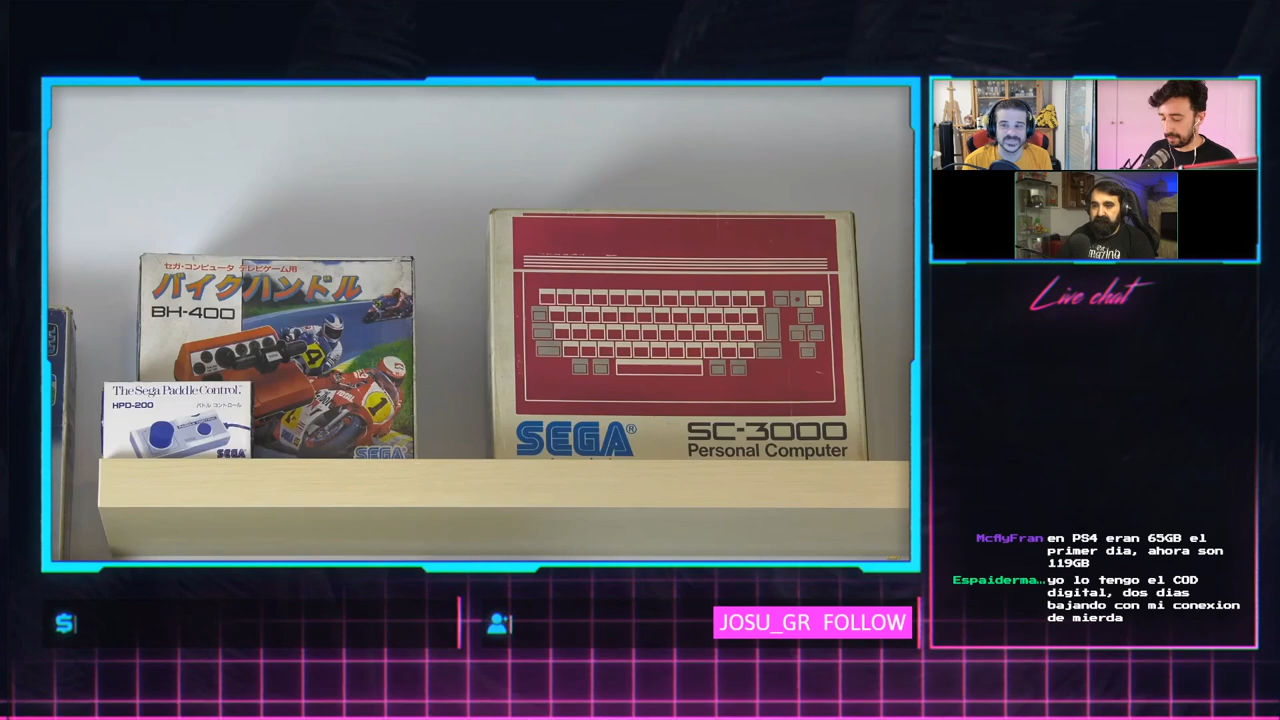 セガ・コンピュータ テレビゲーム用
バイクハンドル
BH-400
The Sega Paddle Control
HPD-200
パドル コントロール
SEGA
SEGA
SEGA®
SC-3000
Personal Computer
JOSU_GR FOLLOW
Live chat
McflyFran en PS4 eran 65GB el
primer dia, ahora son
119GB
Espaiderma… yo lo tengo el COD
digital, dos dias
bajando con mi conexion
de mierda